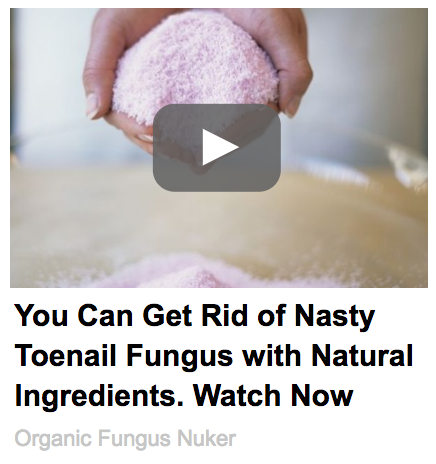 You Can Get Rid of Nasty
Toenail Fungus with Natural
Ingredients. Watch Now
Organic Fungus Nuker